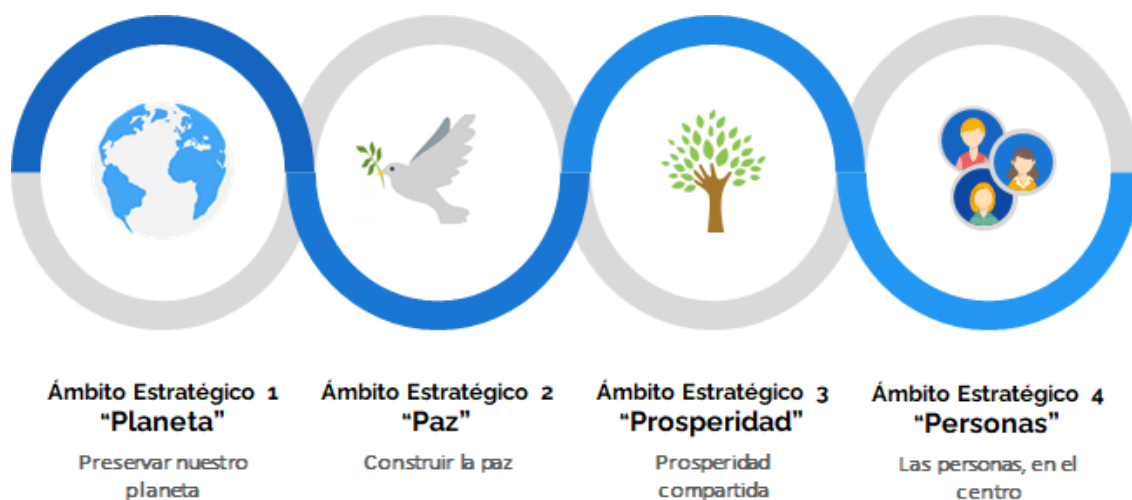 Ámbito Estratégico 1
“Planeta”
Preservar nuestro
planeta
Ámbito Estratégico 2
“Paz”
Construir la paz
Ámbito Estratégico 3
“Prosperidad”
Prosperidad
compartida
Ámbito Estratégico 4
“Personas”
Las personas, en el
centro